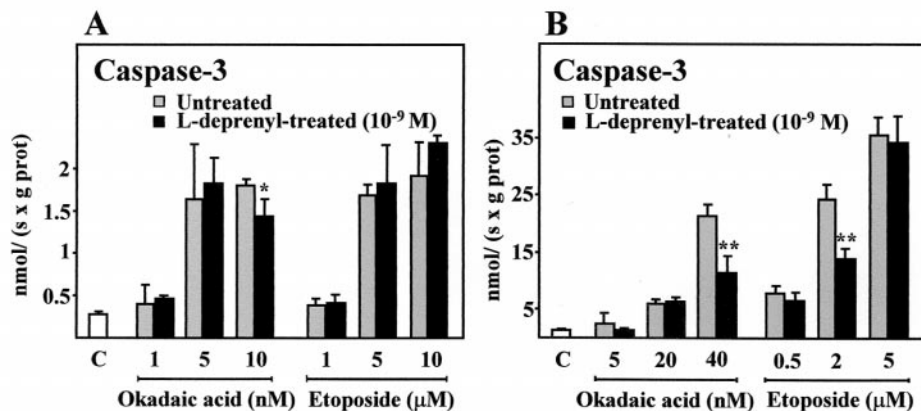 A
Caspase-3
Untreated
L-deprenyl-treated (10⁻⁹ M)
nmol/ (s x g prot)
2
1.5
1
0.5
*
C 1 5 10 1 5 10
Okadaic acid (nM) Etoposide (μM)
B
Caspase-3
Untreated
L-deprenyl-treated (10⁻⁹ M)
nmol/ (s x g prot)
35
25
15
5
** **
C 5 20 40 0.5 2 5
Okadaic acid (nM) Etoposide (μM)